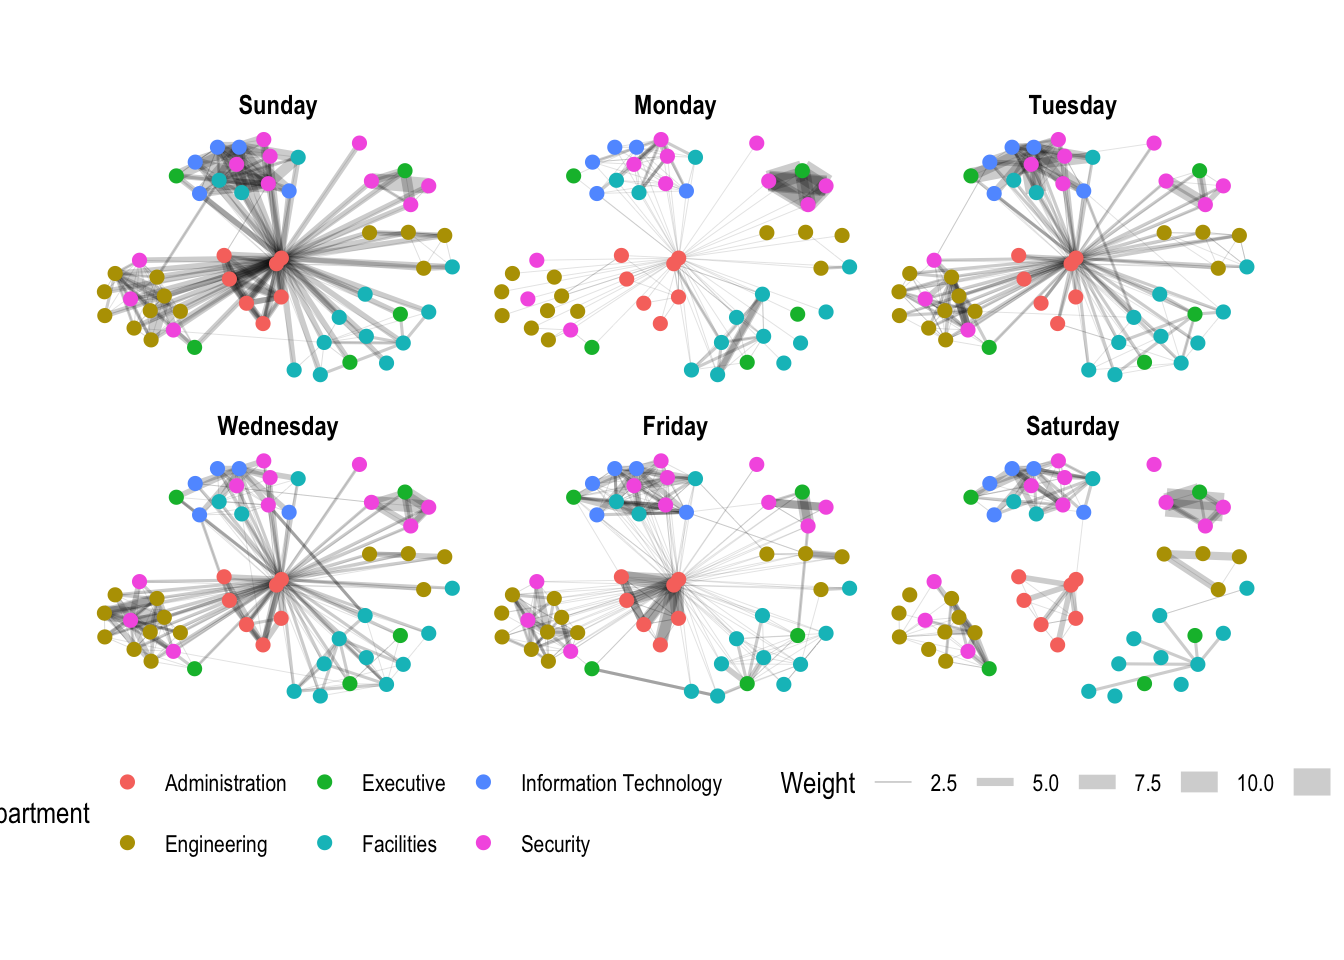 Sunday
Monday
Tuesday
Wednesday
Friday
Saturday
Administration Executive Information Technology Weight 2.5 5.0 7.5 10.0
partment
Engineering Facilities Security